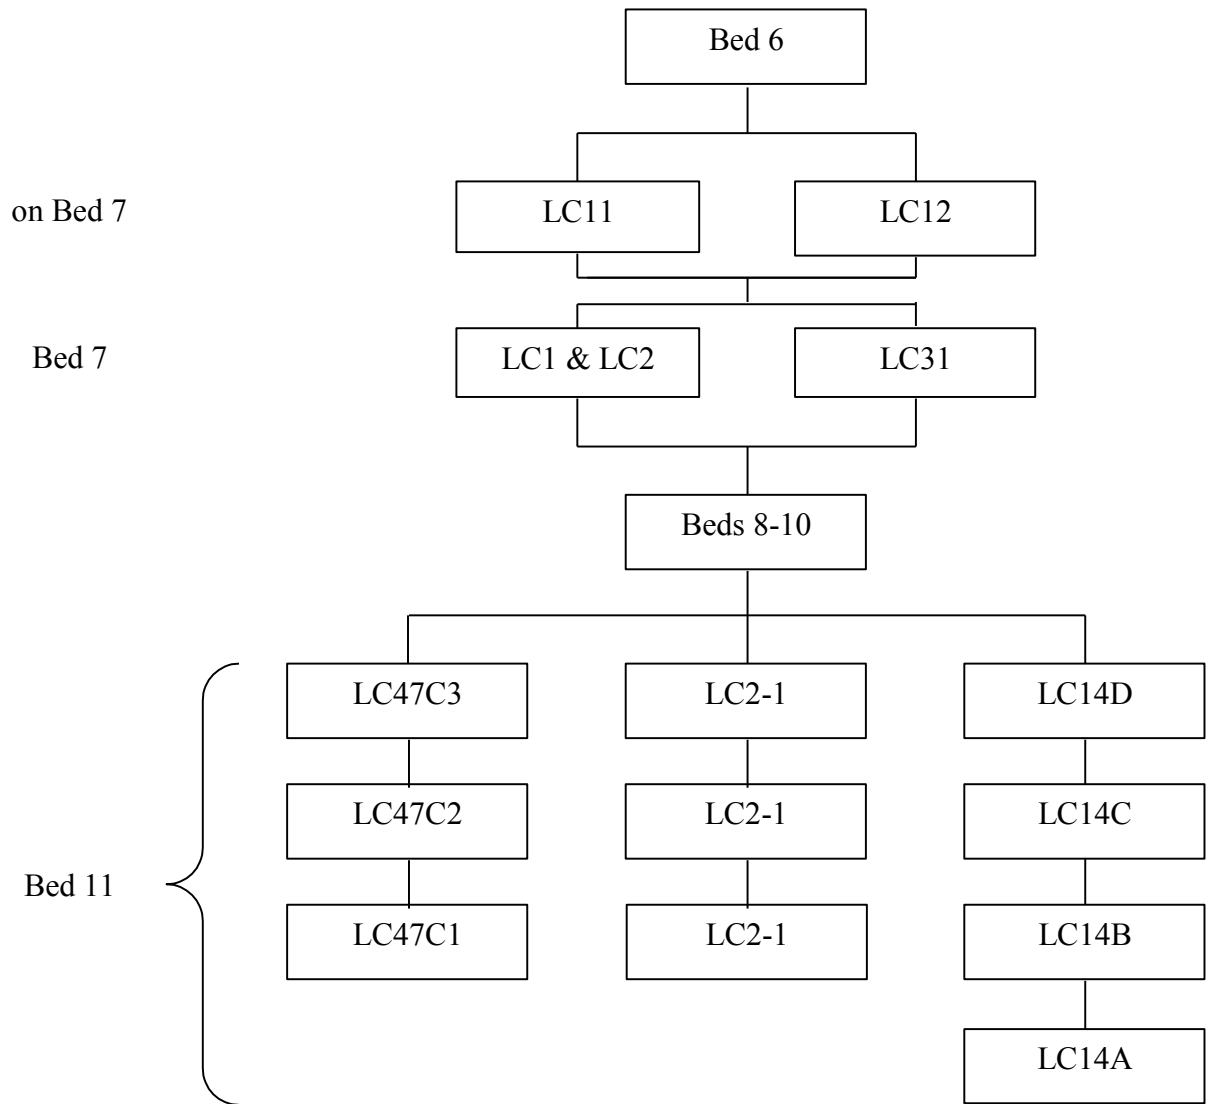 Bed 6
on Bed 7
LC11
LC12
Bed 7
LC1 & LC2
LC31
Beds 8-10
LC47C3
LC2-1
LC14D
LC47C2
LC2-1
LC14C
Bed 11
LC47C1
LC2-1
LC14B
LC14A